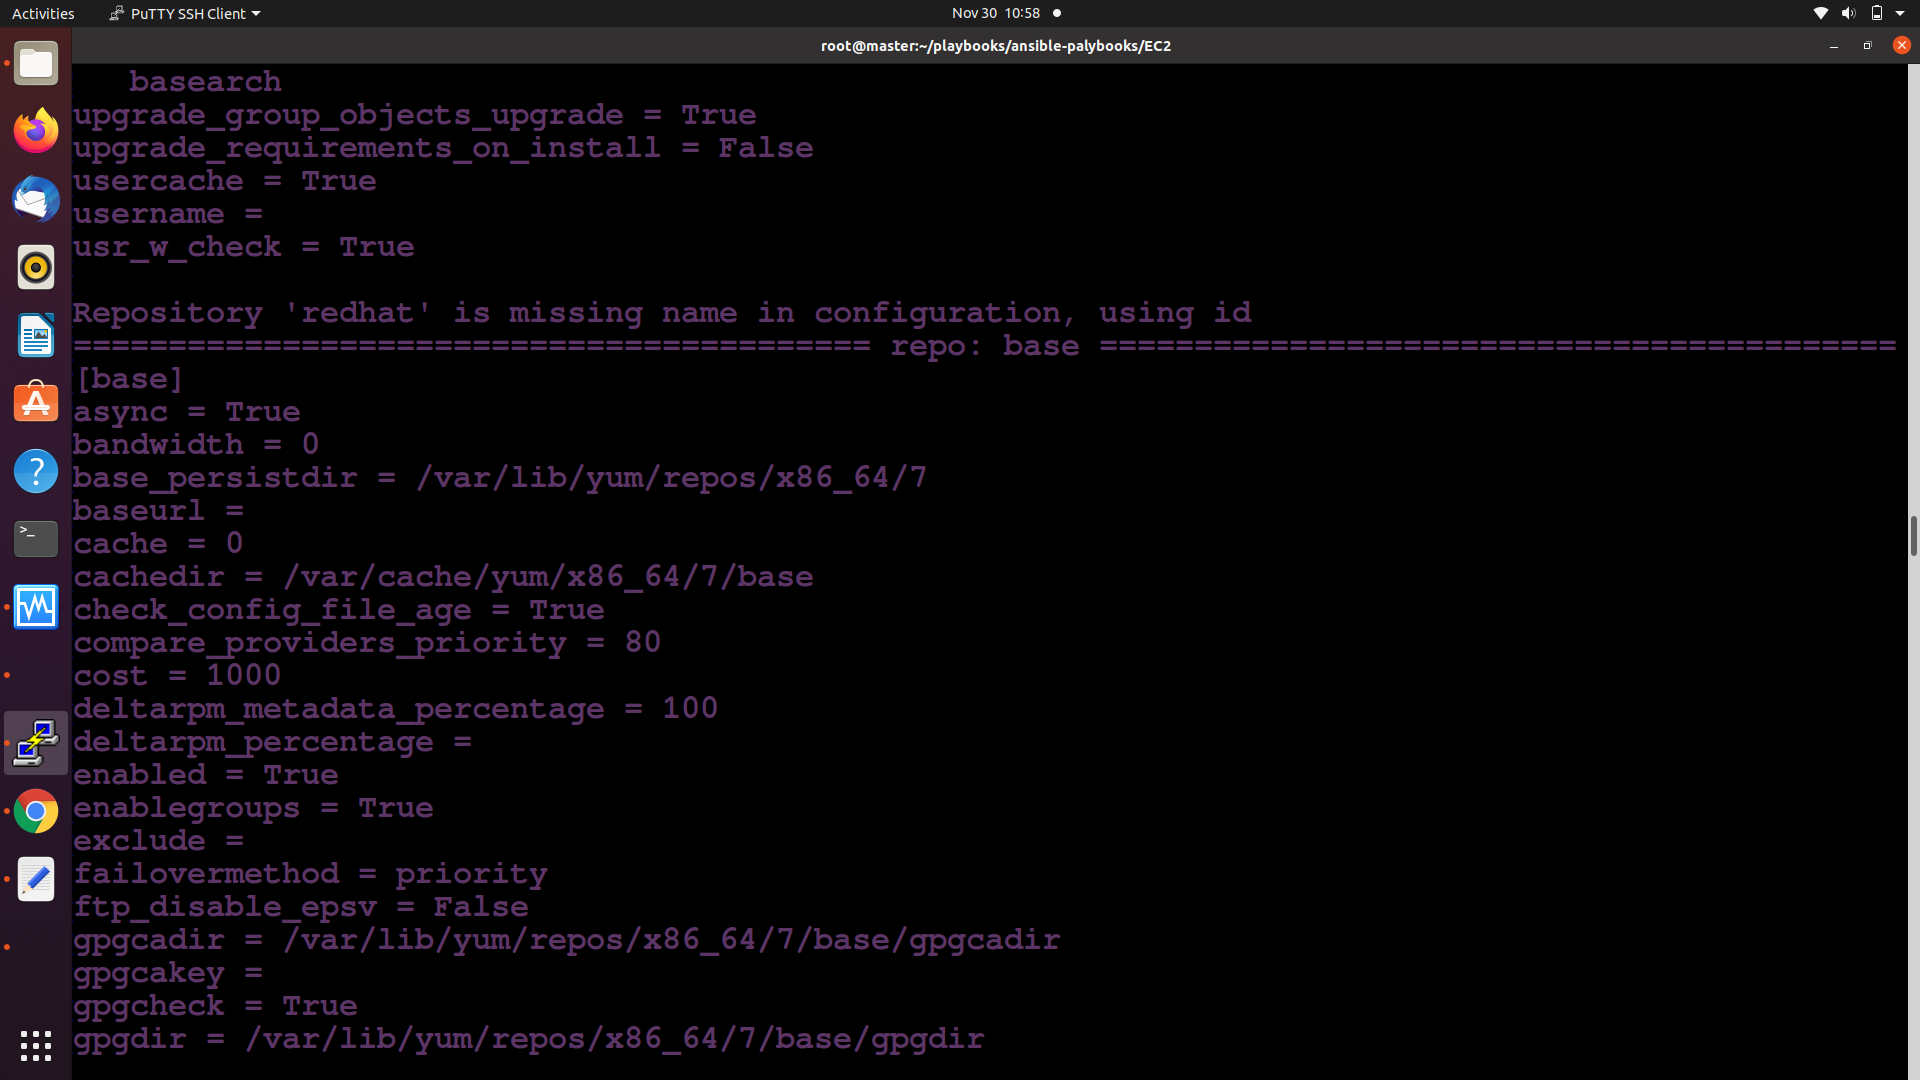 Activities
PuTTY SSH Client
Nov 30 10:58
root@master:~/playbooks/ansible-palybooks/EC2
basearch
upgrade_group_objects_upgrade = True
upgrade_requirements_on_install = False
usercache = True
username =
usr_w_check = True
Repository 'redhat' is missing name in configuration, using id
========================================== repo: base ==========================================
[base]
async = True
bandwidth = 0
base_persistdir = /var/lib/yum/repos/x86_64/7
baseurl =
cache = 0
cachedir = /var/cache/yum/x86_64/7/base
check_config_file_age = True
compare_providers_priority = 80
cost = 1000
deltarpm_metadata_percentage = 100
deltarpm_percentage =
enabled = True
enablegroups = True
exclude =
failovermethod = priority
ftp_disable_epsv = False
gpgcadir = /var/lib/yum/repos/x86_64/7/base/gpgcadir
gpgcakey =
gpgcheck = True
gpgdir = /var/lib/yum/repos/x86_64/7/base/gpgdir